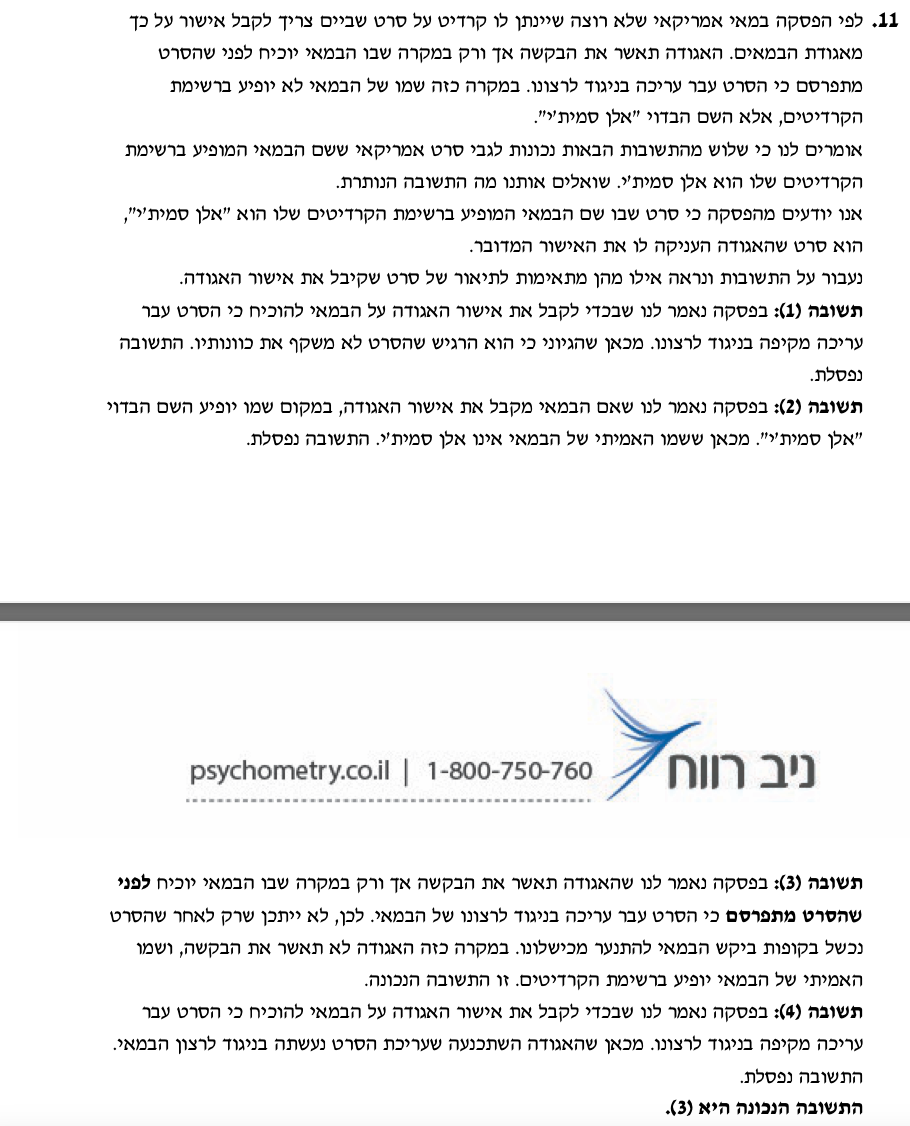 11. לפי הפסקה במאי אמריקאי שלא רוצה שיינתן לו קרדיט על סרט שביים צריך לקבל אישור על כך
מאגודת הבמאים. האגודה תאשר את הבקשה אך ורק במקרה שבו הבמאי יוכיח לפני שהסרט
מתפרסם כי הסרט עבר עריכה בניגוד לרצונו. במקרה כזה שמו של הבמאי לא יופיע ברשימת
הקרדיטים, אלא השם הבדוי "אלן סמית'י".
אומרים לנו כי שלוש מהתשובות הבאות נכונות לגבי סרט אמריקאי ששם הבמאי המופיע ברשימת
הקרדיטים שלו הוא אלן סמית'י. שואלים אותנו מה התשובה הנותרת.
אנו יודעים מהפסקה כי סרט שבו שם הבמאי המופיע ברשימת הקרדיטים שלו הוא "אלן סמית'י",
הוא סרט שהאגודה העניקה לו את האישור המדובר.
נעבור על התשובות ונראה אילו מהן מתאימות לתיאור של סרט שקיבל את אישור האגודה.
תשובה (1): בפסקה נאמר לנו שבכדי לקבל את אישור האגודה על הבמאי להוכיח כי הסרט עבר
עריכה מקיפה בניגוד לרצונו. מכאן שהגיוני כי הוא הרגיש שהסרט לא משקף את כוונותיו. התשובה
נפסלת.
תשובה (2): בפסקה נאמר לנו שאם הבמאי מקבל את אישור האגודה, במקום שמו יופיע השם הבדוי
"אלן סמית'י". מכאן ששמו האמיתי של הבמאי אינו אלן סמית'י. התשובה נפסלת.
ניב רווח
psychometry.co.il | 1-800-750-760
תשובה (3): בפסקה נאמר לנו שהאגודה תאשר את הבקשה אך ורק במקרה שבו הבמאי יוכיח לפני
שהסרט מתפרסם כי הסרט עבר עריכה בניגוד לרצונו של הבמאי. לכן, לא ייתכן שרק לאחר שהסרט
נכשל בקופות ביקש הבמאי להתנער מכישלונו. במקרה כזה האגודה לא תאשר את הבקשה, ושמו
האמיתי של הבמאי יופיע ברשימת הקרדיטים. זו התשובה הנכונה.
תשובה (4): בפסקה נאמר לנו שבכדי לקבל את אישור האגודה על הבמאי להוכיח כי הסרט עבר
עריכה מקיפה בניגוד לרצונו. מכאן שהאגודה השתכנעה שעריכת הסרט נעשתה בניגוד לרצון הבמאי.
התשובה נפסלת.
התשובה הנכונה היא (3).